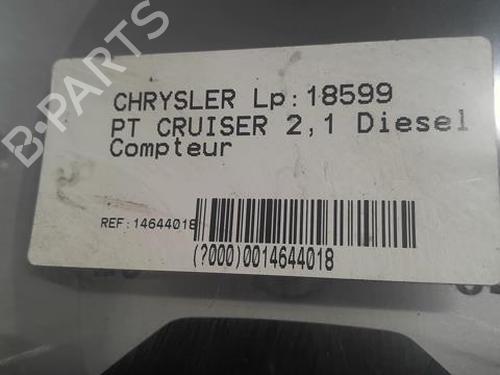 B-PARTS
CHRYSLER Lp:18599
PT CRUISER 2,1 Diesel
Compteur
REF:14644018
(?000)0014644018